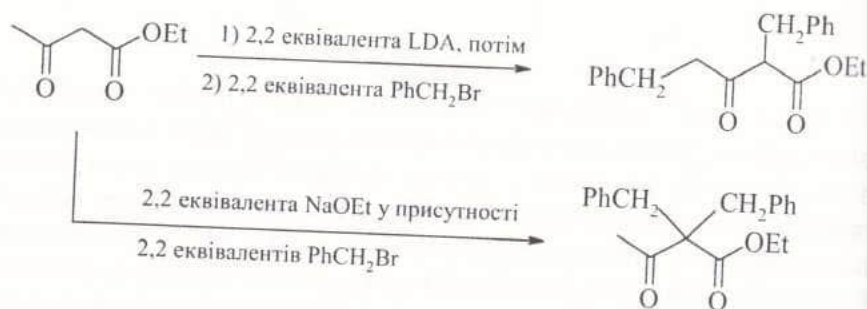 OEt
O
O
1) 2,2 еквівалента LDA, потім
2) 2,2 еквівалента PhCH₂Br
CH₂Ph
PhCH₂
OEt
O
O
2,2 еквівалента NaOEt у присутності
2,2 еквівалентів PhCH₂Br
PhCH₂
CH₂Ph
OEt
O
O